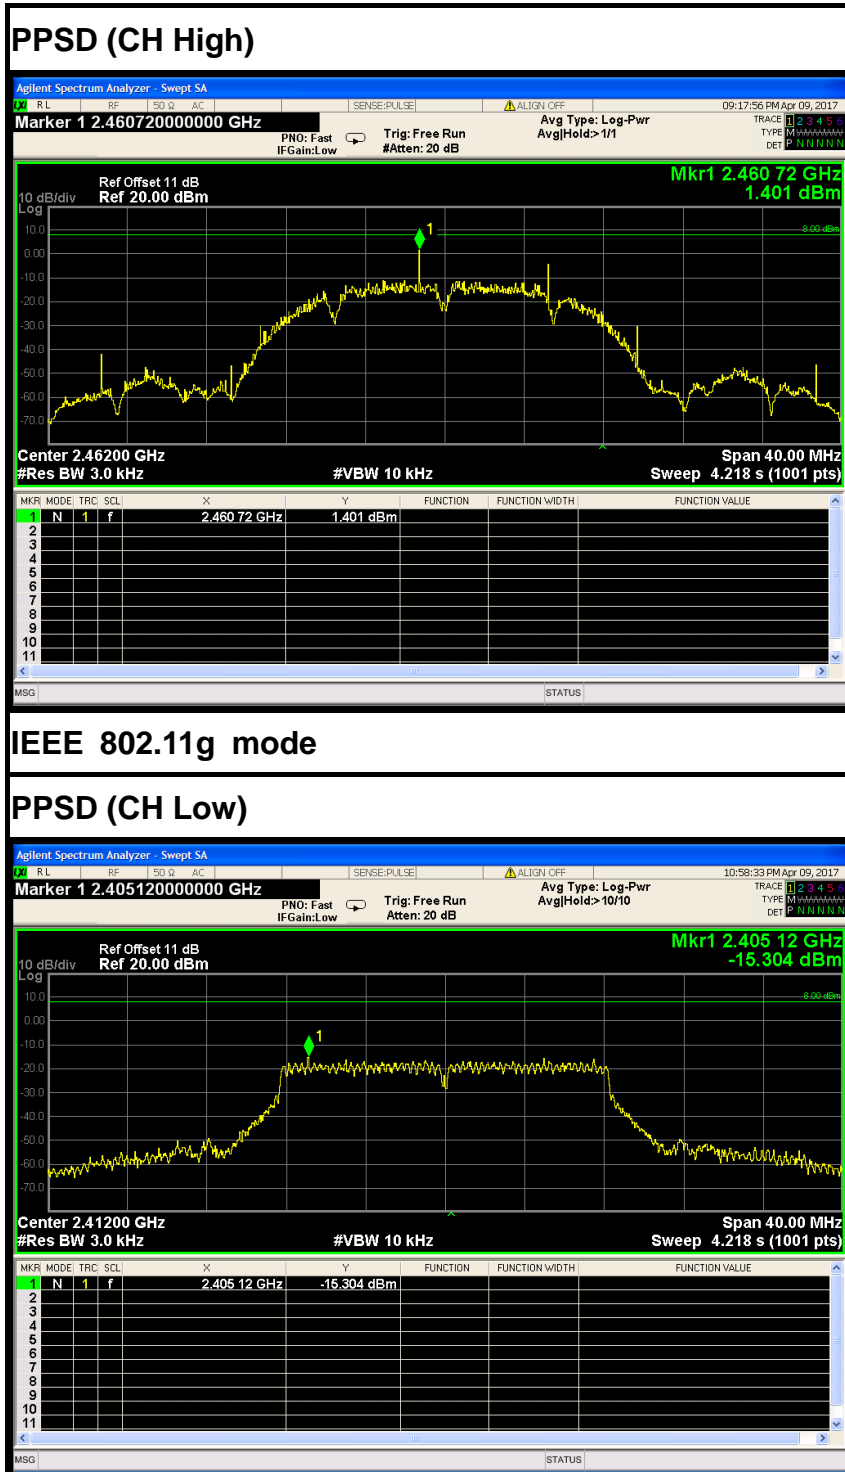 PPSD (CH High)
Agilent Spectrum Analyzer - Swept SA
LXI RL RF 50 Ω AC SENSE:PULSE ALIGN OFF 09:17:56 PM Apr 09, 2017
Marker 1 2.460720000000 GHz
PNO: Fast
IFGain:Low
Trig: Free Run
#Atten: 20 dB
Avg Type: Log-Pwr
Avg|Hold:>1/1
TRACE 1 2 3 4 5 6
TYPE M
DET P N N N N N
Mkr1 2.460 72 GHz
1.401 dBm
Ref Offset 11 dB
10 dB/div Ref 20.00 dBm
Log
10.0
0.00
-10.0
-20.0
-30.0
-40.0
-50.0
-60.0
-70.0
1
8.00 dBm
Center 2.46200 GHz Span 40.00 MHz
#Res BW 3.0 kHz #VBW 10 kHz Sweep 4.218 s (1001 pts)
MKR MODE TRC SCL X Y FUNCTION FUNCTION WIDTH FUNCTION VALUE
1 N 1 f 2.460 72 GHz 1.401 dBm
2
3
4
5
6
7
8
9
10
11
MSG STATUS
IEEE 802.11g mode
PPSD (CH Low)
Agilent Spectrum Analyzer - Swept SA
LXI RL RF 50 Ω AC SENSE:PULSE ALIGN OFF 10:58:33 PM Apr 09, 2017
Marker 1 2.405120000000 GHz
PNO: Fast
IFGain:Low
Trig: Free Run
Atten: 20 dB
Avg Type: Log-Pwr
Avg|Hold:>10/10
TRACE 1 2 3 4 5 6
TYPE M
DET P N N N N N
Mkr1 2.405 12 GHz
-15.304 dBm
Ref Offset 11 dB
10 dB/div Ref 20.00 dBm
Log
10.0
0.00
-10.0
-20.0
-30.0
-40.0
-50.0
-60.0
-70.0
1
8.00 dBm
Center 2.41200 GHz Span 40.00 MHz
#Res BW 3.0 kHz #VBW 10 kHz Sweep 4.218 s (1001 pts)
MKR MODE TRC SCL X Y FUNCTION FUNCTION WIDTH FUNCTION VALUE
1 N 1 f 2.405 12 GHz -15.304 dBm
2
3
4
5
6
7
8
9
10
11
MSG STATUS